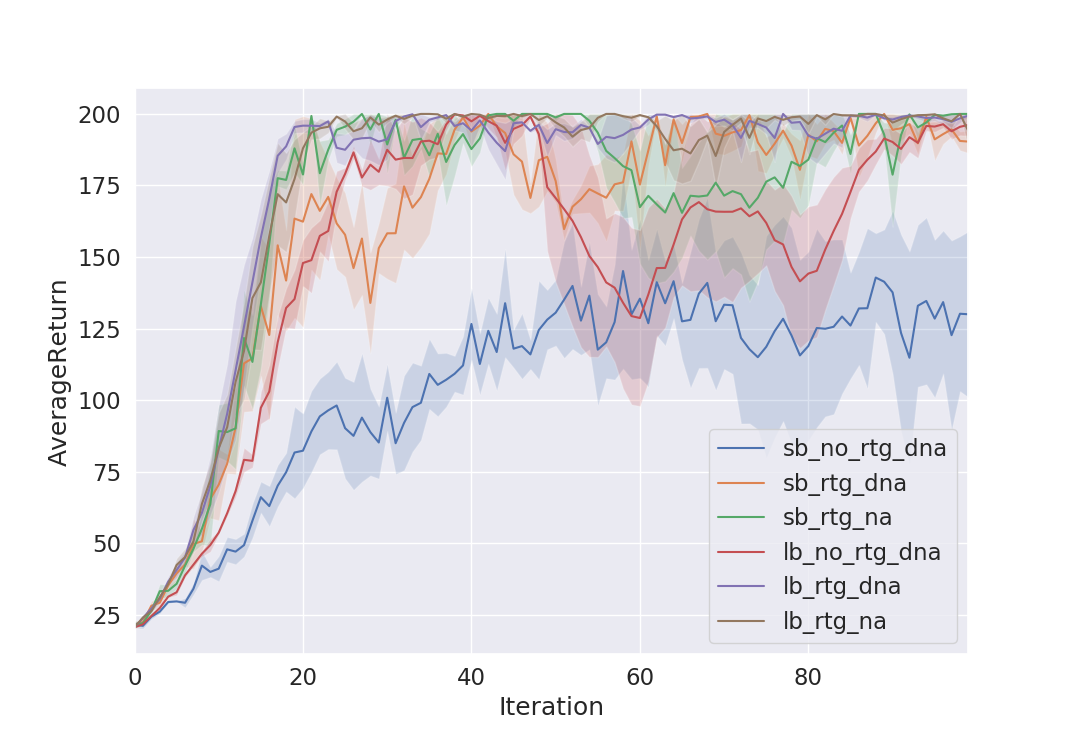 200
175
150
125
100
75
50
25
AverageReturn
0 20 40 60 80
Iteration
sb_no_rtg_dna
sb_rtg_dna
sb_rtg_na
lb_no_rtg_dna
lb_rtg_dna
lb_rtg_na